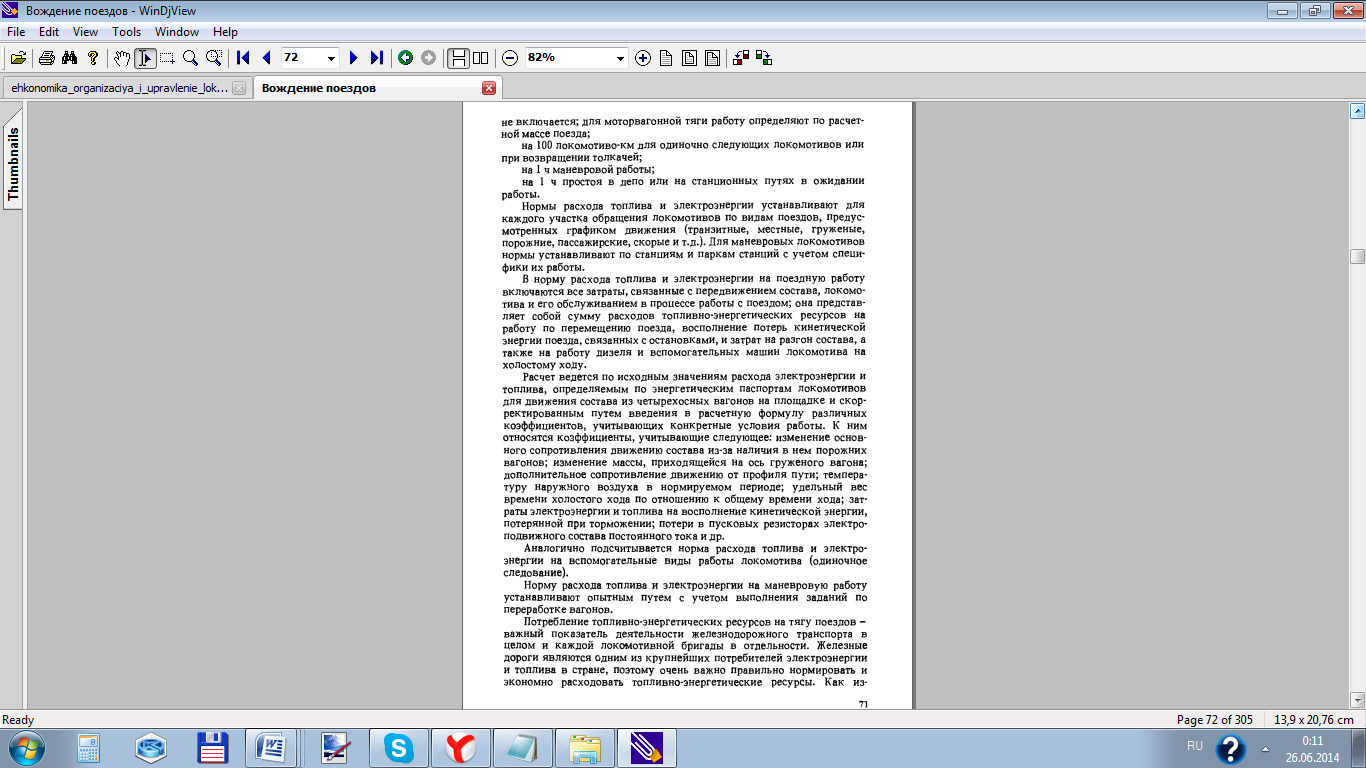 Вождение поездов - WinDjView
File Edit View Tools Window Help
72
82%
ehkonomika_organizaciya_i_upravlenie_lok...
Вождение поездов
Thumbnails
не включается; для моторвагонной тяги работу определяют по расчет-
ной массе поезда;
на 100 локомотиво-км для одиночно следующих локомотивов или
при возвращении толкачей;
на 1 ч маневровой работы;
на 1 ч простоя в депо или на станционных путях в ожидании
работы.
Нормы расхода топлива и электроэнергии устанавливают для
каждого участка обращения локомотивов по видам поездов, предус-
мотренных графиком движения (транзитные, местные, груженые,
порожние, пассажирские, скорые и т.д.). Для маневровых локомотивов
нормы устанавливают по станциям и паркам станций с учетом специ-
фики их работы.
В норму расхода топлива и электроэнергии на поездную работу
включаются все затраты, связанные с передвижением состава, локомо-
тива и его обслуживанием в процессе работы с поездом; она представ-
ляет собой сумму расходов топливно-энергетических ресурсов на
работу по перемещению поезда, восполнение потерь кинетической
энергии поезда, связанных с остановками, и затрат на разгон состава, а
также на работу дизеля и вспомогательных машин локомотива на
холостому ходу.
Расчет ведется по исходным значениям расхода электроэнергии и
топлива, определяемым по энергетическим паспортам локомотивов
для движения состава из четырехосных вагонов на площадке и скор-
ректированным путем введения в расчетную формулу различных
коэффициентов, учитывающих конкретные условия работы. К ним
относятся коэффициенты, учитывающие следующее: изменение основ-
ного сопротивления движению состава из-за наличия в нем порожних
вагонов; изменение массы, приходящейся на ось груженого вагона;
дополнительное сопротивление движению от профиля пути; темпера-
туру наружного воздуха в нормируемом периоде; удельный вес
времени холостого хода по отношению к общему времени хода; зат-
раты электроэнергии и топлива на восполнение кинетической энергии,
потерянной при торможении; потери в пусковых резисторах электро-
подвижного состава постоянного тока и др.
Аналогично подсчитывается норма расхода топлива и электро-
энергии на вспомогательные виды работы локомотива (одиночное
следование).
Норму расхода топлива и электроэнергии на маневровую работу
устанавливают опытным путем с учетом выполнения заданий по
переработке вагонов.
Потребление топливно-энергетических ресурсов на тягу поездов –
важный показатель деятельности железнодорожного транспорта в
целом и каждой локомотивной бригады в отдельности. Железные
дороги являются одним из крупнейших потребителей электроэнергии
и топлива в стране, поэтому очень важно правильно нормировать и
экономно расходовать топливно-энергетические ресурсы. Как из-
71
Ready
Page 72 of 305
13,9 x 20,76 cm
RU
0:11
26.06.2014